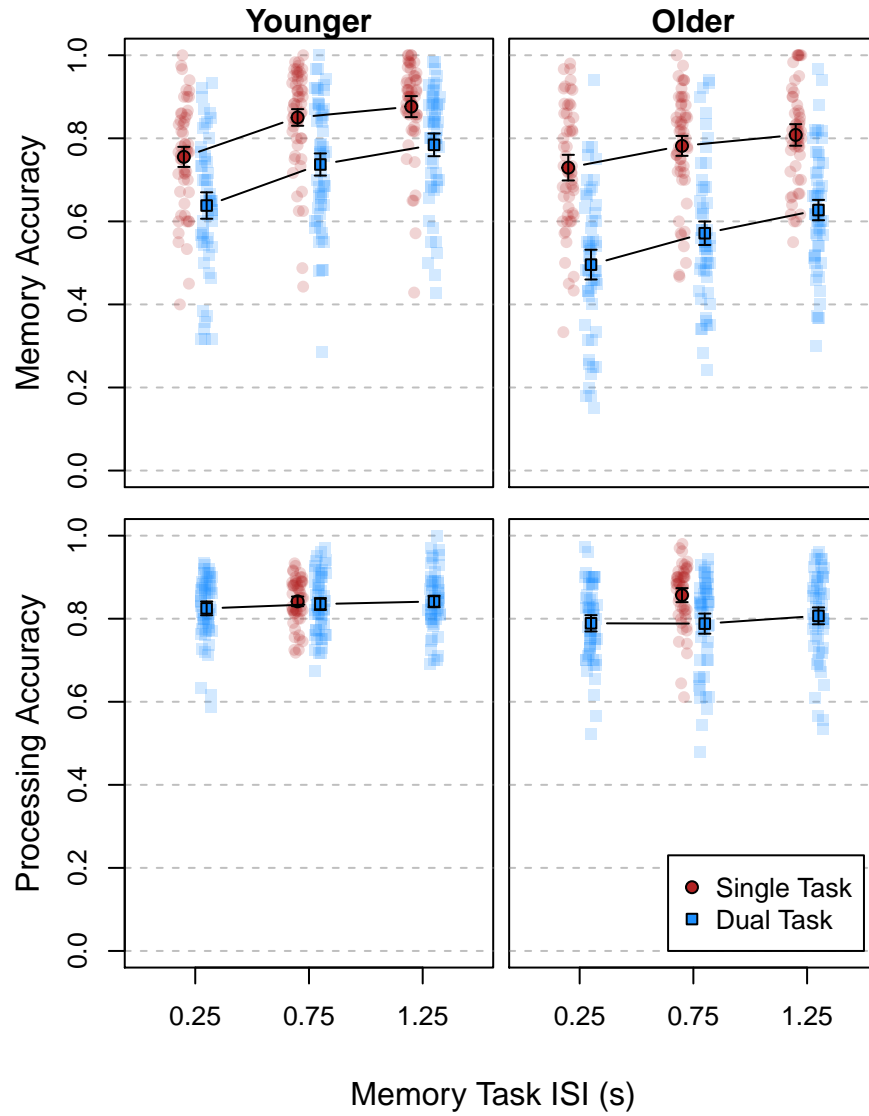 Younger Older
Memory Accuracy
1.0
0.8
0.6
0.4
0.2
0.0
Processing Accuracy
1.0
0.8
0.6
0.4
0.2
0.0
Single Task
Dual Task
0.25 0.75 1.25 0.25 0.75 1.25
Memory Task ISI (s)